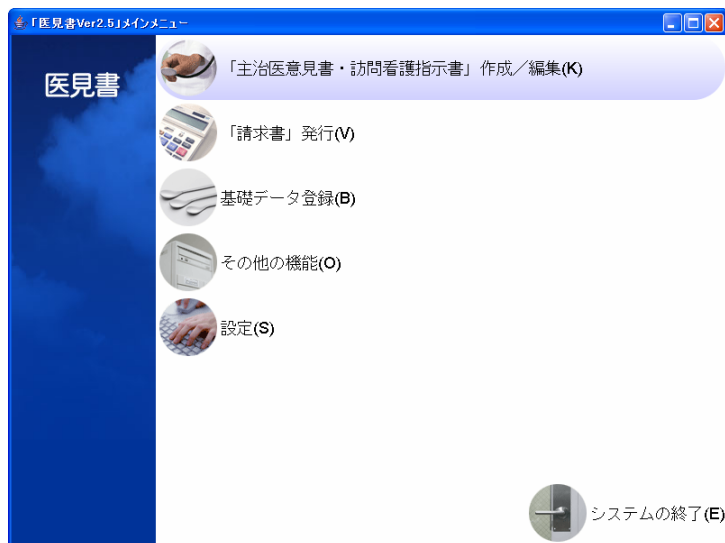 「医見書Ver2.5」メインメニュー
医見書
「主治医意見書・訪問看護指示書」作成／編集(K)
「請求書」発行(V)
基礎データ登録(B)
その他の機能(O)
設定(S)
システムの終了(E)